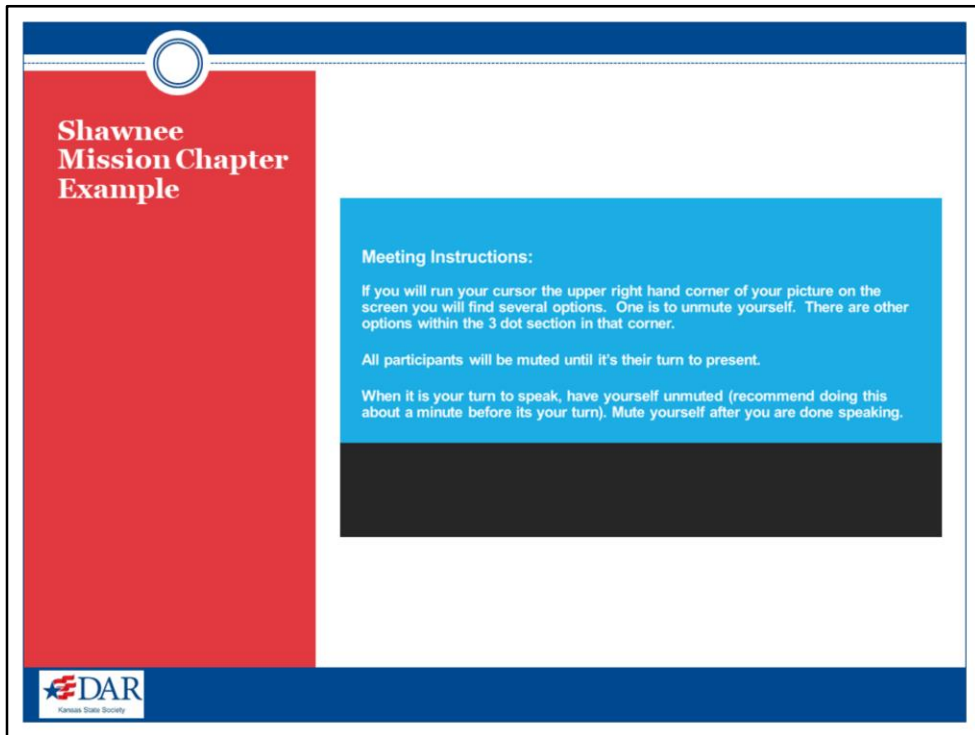 Shawnee
Mission Chapter
Example
Meeting Instructions:
If you will run your cursor the upper right hand corner of your picture on the
screen you will find several options.  One is to unmute yourself.  There are other
options within the 3 dot section in that corner.
All participants will be muted until it's their turn to present.
When it is your turn to speak, have yourself unmuted (recommend doing this
about a minute before its your turn). Mute yourself after you are done speaking.
DAR
Kansas State Society